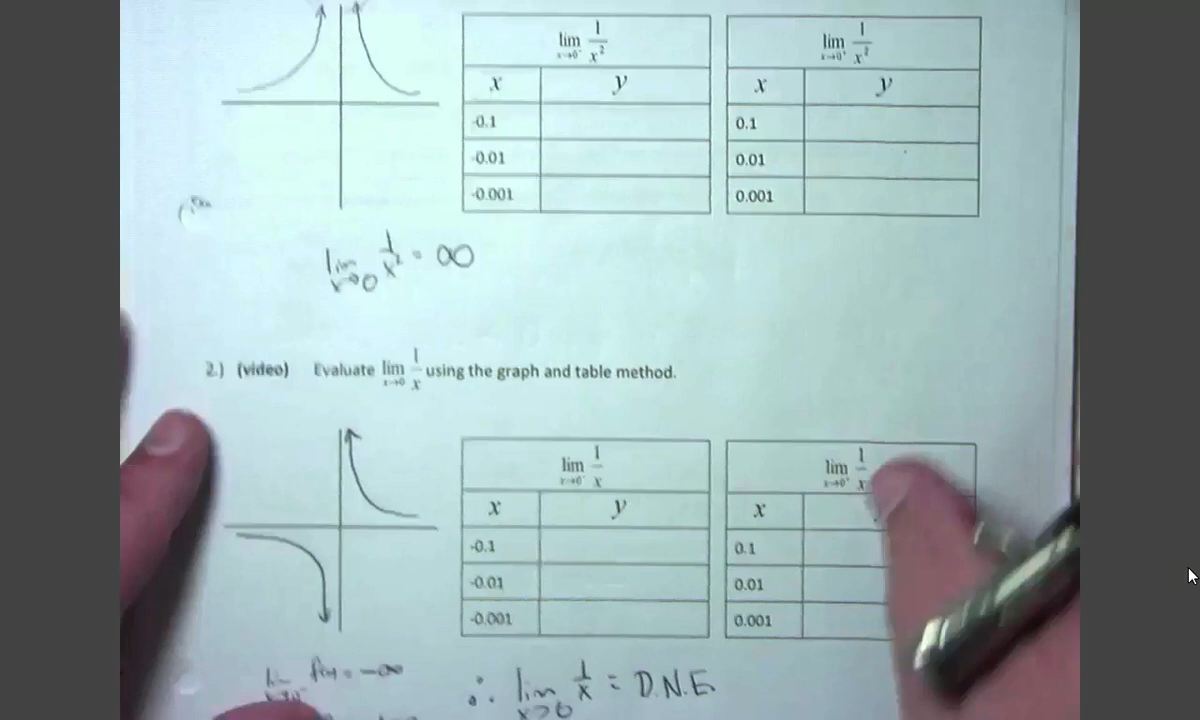 lim x→0⁻ 1/x²
x y
-0.1
-0.01
-0.001
lim x→0⁺ 1/x²
x y
0.1
0.01
0.001
lim x→0 1/x² = ∞
2.) (video) Evaluate lim x→0 1/x using the graph and table method.
lim x→0⁻ 1/x
x y
-0.1
-0.01
-0.001
lim x→0⁺ 1/x
x
0.1
0.01
0.001
lim x→0⁻ f(x) = -∞
∴ lim x→0 1/x = D.N.E.